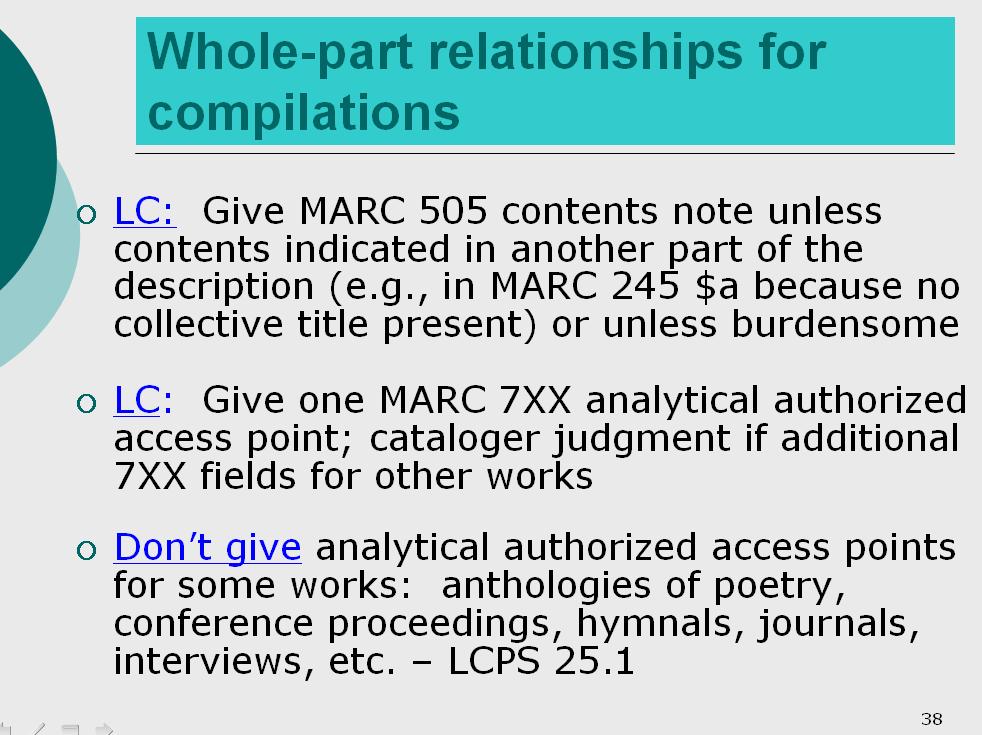 Whole-part relationships for
compilations
LC:  Give MARC 505 contents note unless
contents indicated in another part of the
description (e.g., in MARC 245 $a because no
collective title present) or unless burdensome
LC:  Give one MARC 7XX analytical authorized
access point; cataloger judgment if additional
7XX fields for other works
Don’t give analytical authorized access points
for some works:  anthologies of poetry,
conference proceedings, hymnals, journals,
interviews, etc. – LCPS 25.1
38